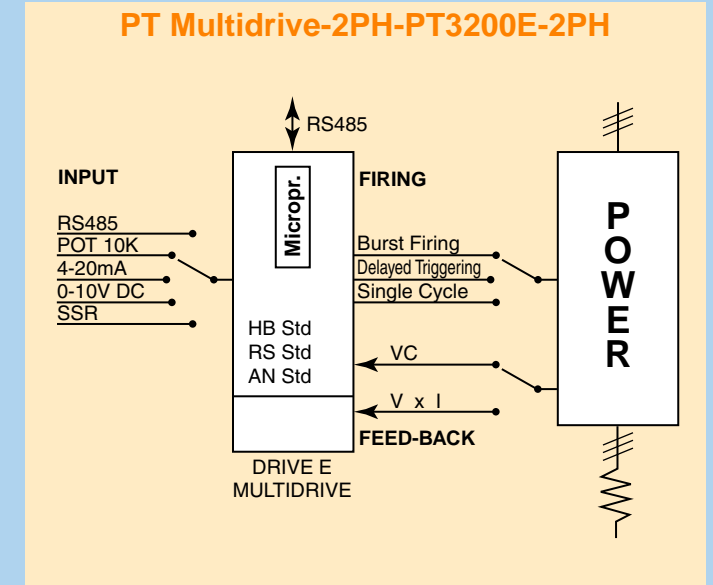 PT Multidrive-2PH-PT3200E-2PH
RS485
INPUT
Micropr.
FIRING
RS485
POT 10K
4-20mA
0-10V DC
SSR
Burst Firing
Delayed Triggering
Single Cycle
HB Std
RS Std
AN Std
VC
V x I
FEED-BACK
DRIVE E
MULTIDRIVE
POWER